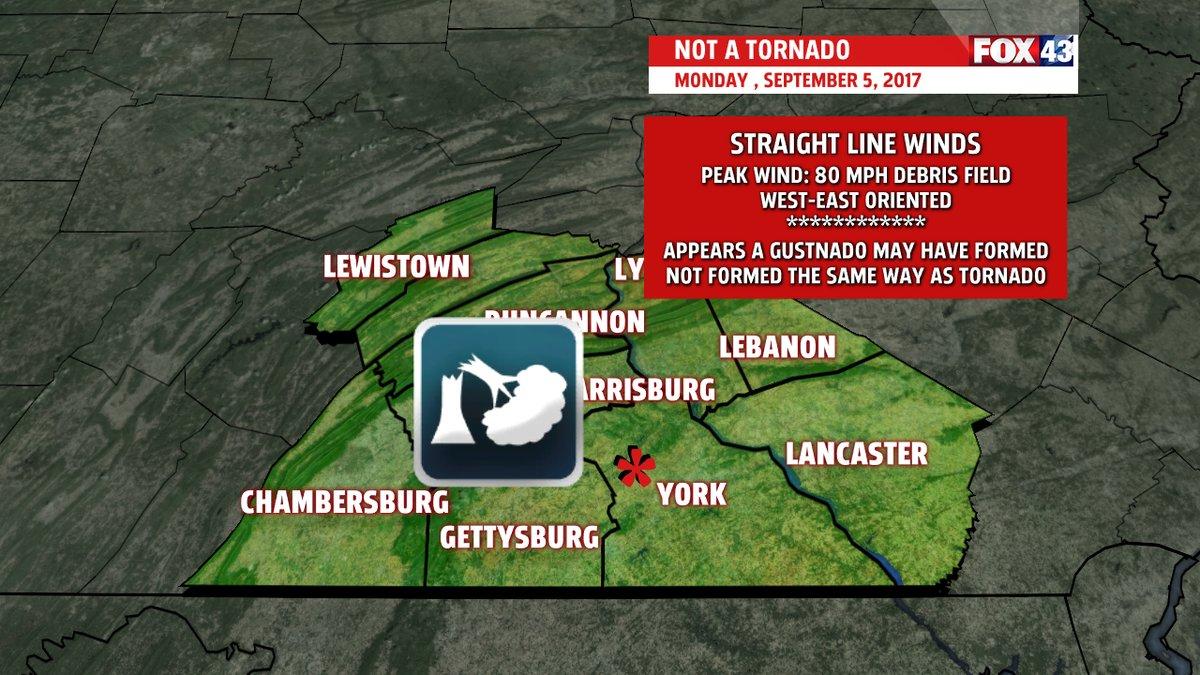 NOT A TORNADO
FOX 43
MONDAY , SEPTEMBER 5, 2017
STRAIGHT LINE WINDS
PEAK WIND: 80 MPH DEBRIS FIELD
WEST-EAST ORIENTED
************
APPEARS A GUSTNADO MAY HAVE FORMED
NOT FORMED THE SAME WAY AS TORNADO
LEWISTOWN
LY
DUNCANNON
LEBANON
ARRISBURG
LANCASTER
CHAMBERSBURG
YORK
GETTYSBURG